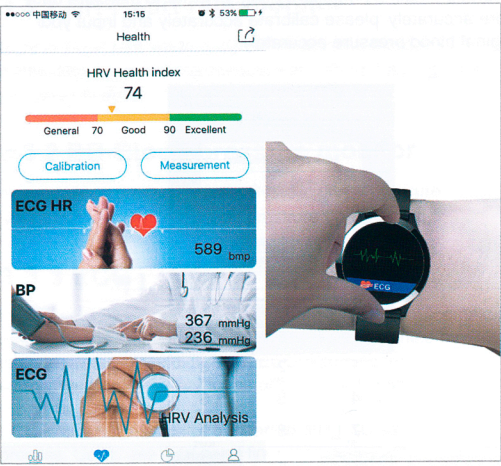 中国移动 15:15 53%
Health
HRV Health index
74
General 70 Good 90 Excellent
Calibration Measurement
ECG HR
589 bmp
BP
367 mmHg
236 mmHg
ECG
HRV Analysis
ECG